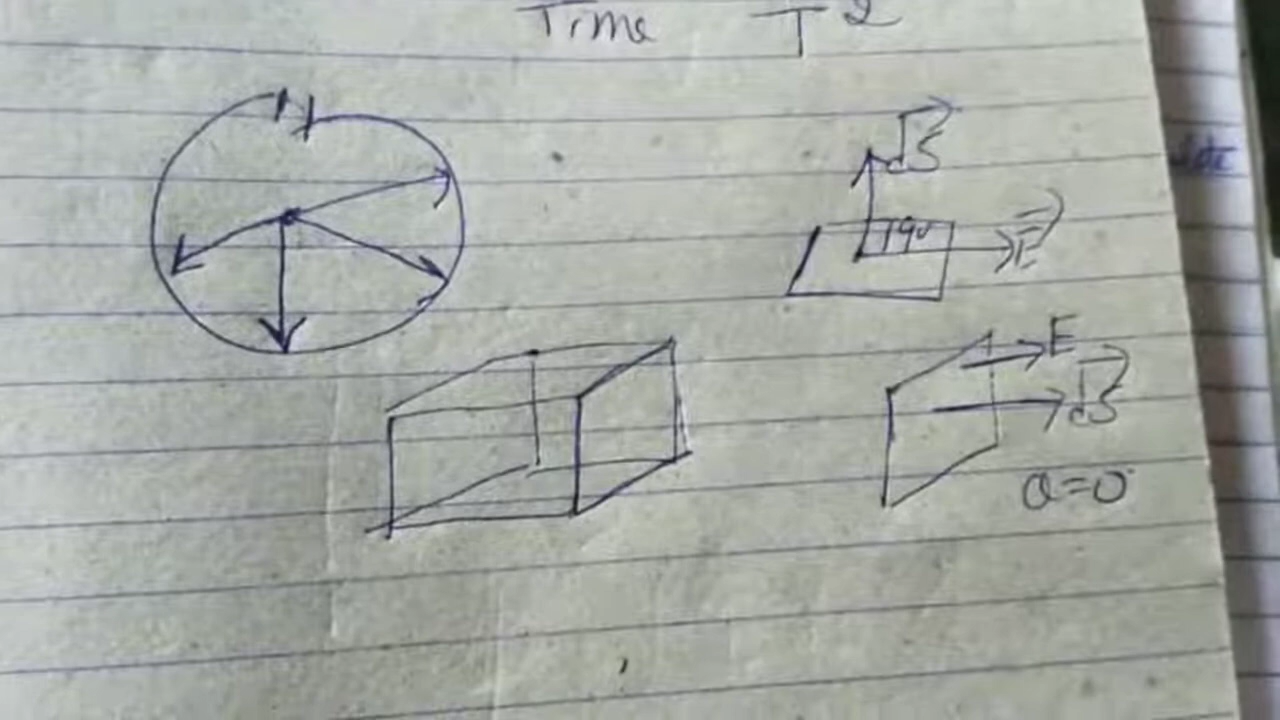 Time T²
dS⃗
90°
E⃗
E
dS⃗
θ=0°